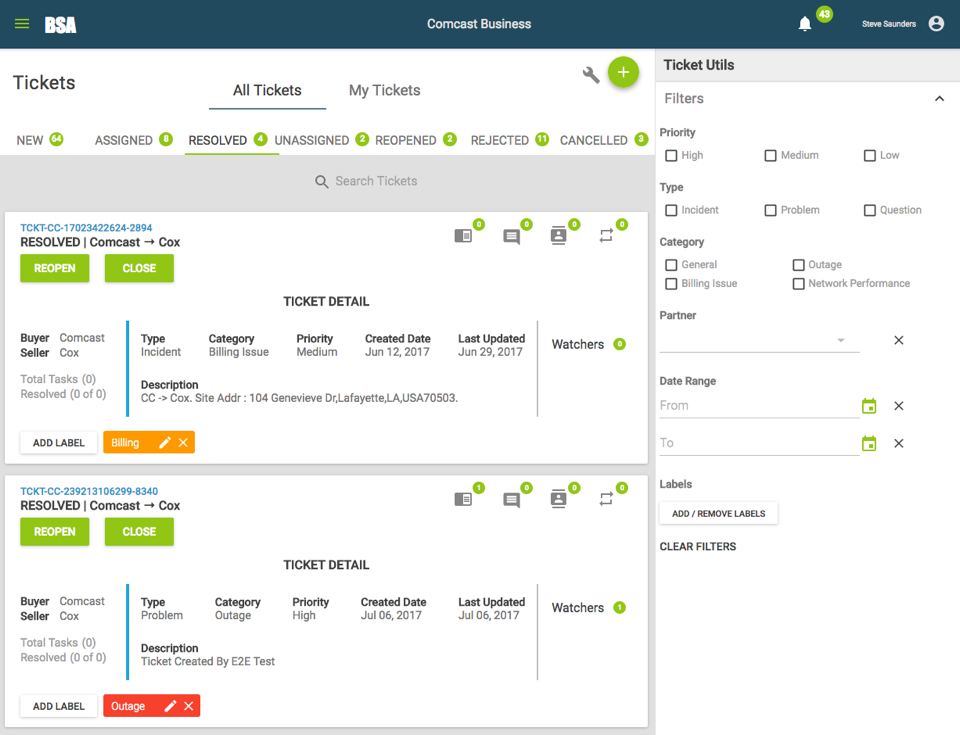 BSA
Comcast Business
43
Steve Saunders
Tickets
All Tickets
My Tickets
NEW 64
ASSIGNED 8
RESOLVED 4
UNASSIGNED 2
REOPENED 2
REJECTED 11
CANCELLED 3
Search Tickets
TCKT-CC-17023422624-2894
0 0 0 0
RESOLVED | Comcast → Cox
REOPEN
CLOSE
TICKET DETAIL
Buyer Comcast
Seller Cox
Total Tasks (0)
Resolved (0 of 0)
Type Category Priority Created Date Last Updated
Incident Billing Issue Medium Jun 12, 2017 Jun 29, 2017
Description
CC -> Cox. Site Addr : 104 Genevieve Dr,Lafayette,LA,USA70503.
Watchers 0
ADD LABEL
Billing
TCKT-CC-239213106299-8340
1 0 0 0
RESOLVED | Comcast → Cox
REOPEN
CLOSE
TICKET DETAIL
Buyer Comcast
Seller Cox
Total Tasks (0)
Resolved (0 of 0)
Type Category Priority Created Date Last Updated
Problem Outage High Jul 06, 2017 Jul 06, 2017
Description
Ticket Created By E2E Test
Watchers 1
ADD LABEL
Outage
Ticket Utils
Filters
Priority
High Medium Low
Type
Incident Problem Question
Category
General Outage
Billing Issue Network Performance
Partner
Date Range
From
To
Labels
ADD / REMOVE LABELS
CLEAR FILTERS